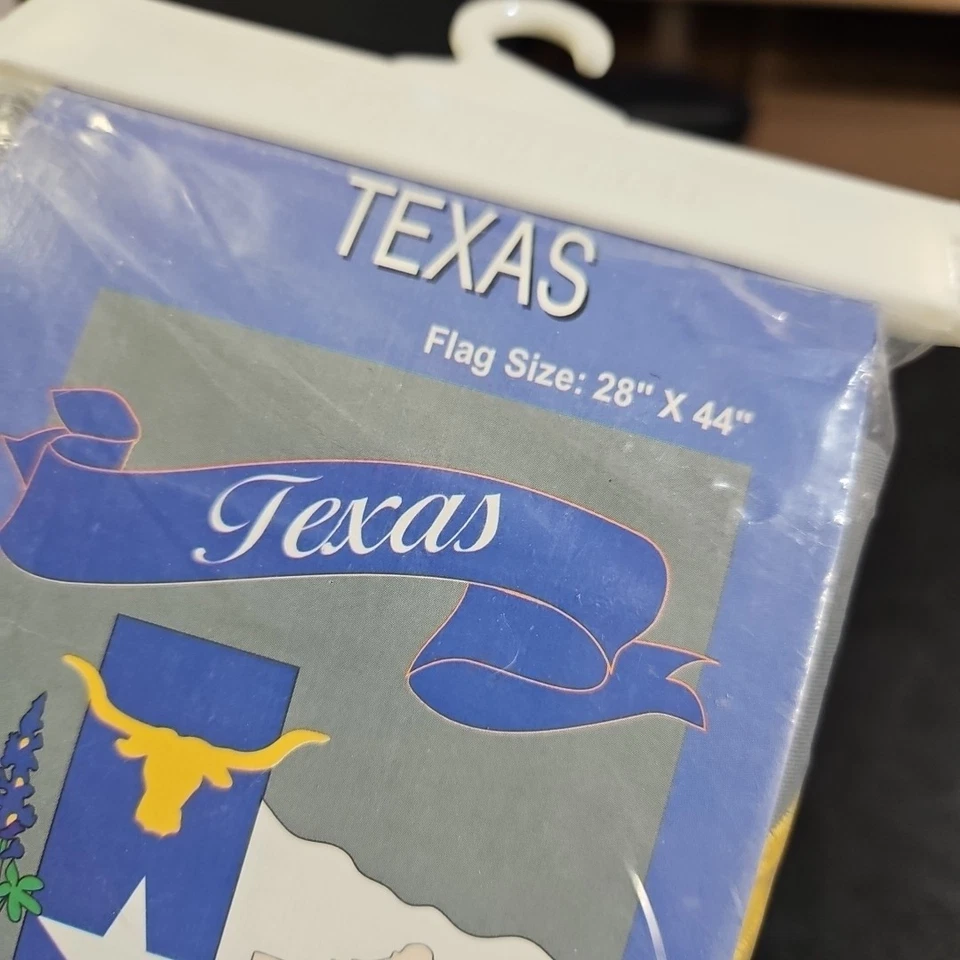 TEXAS
Flag Size: 28" X 44"
Texas